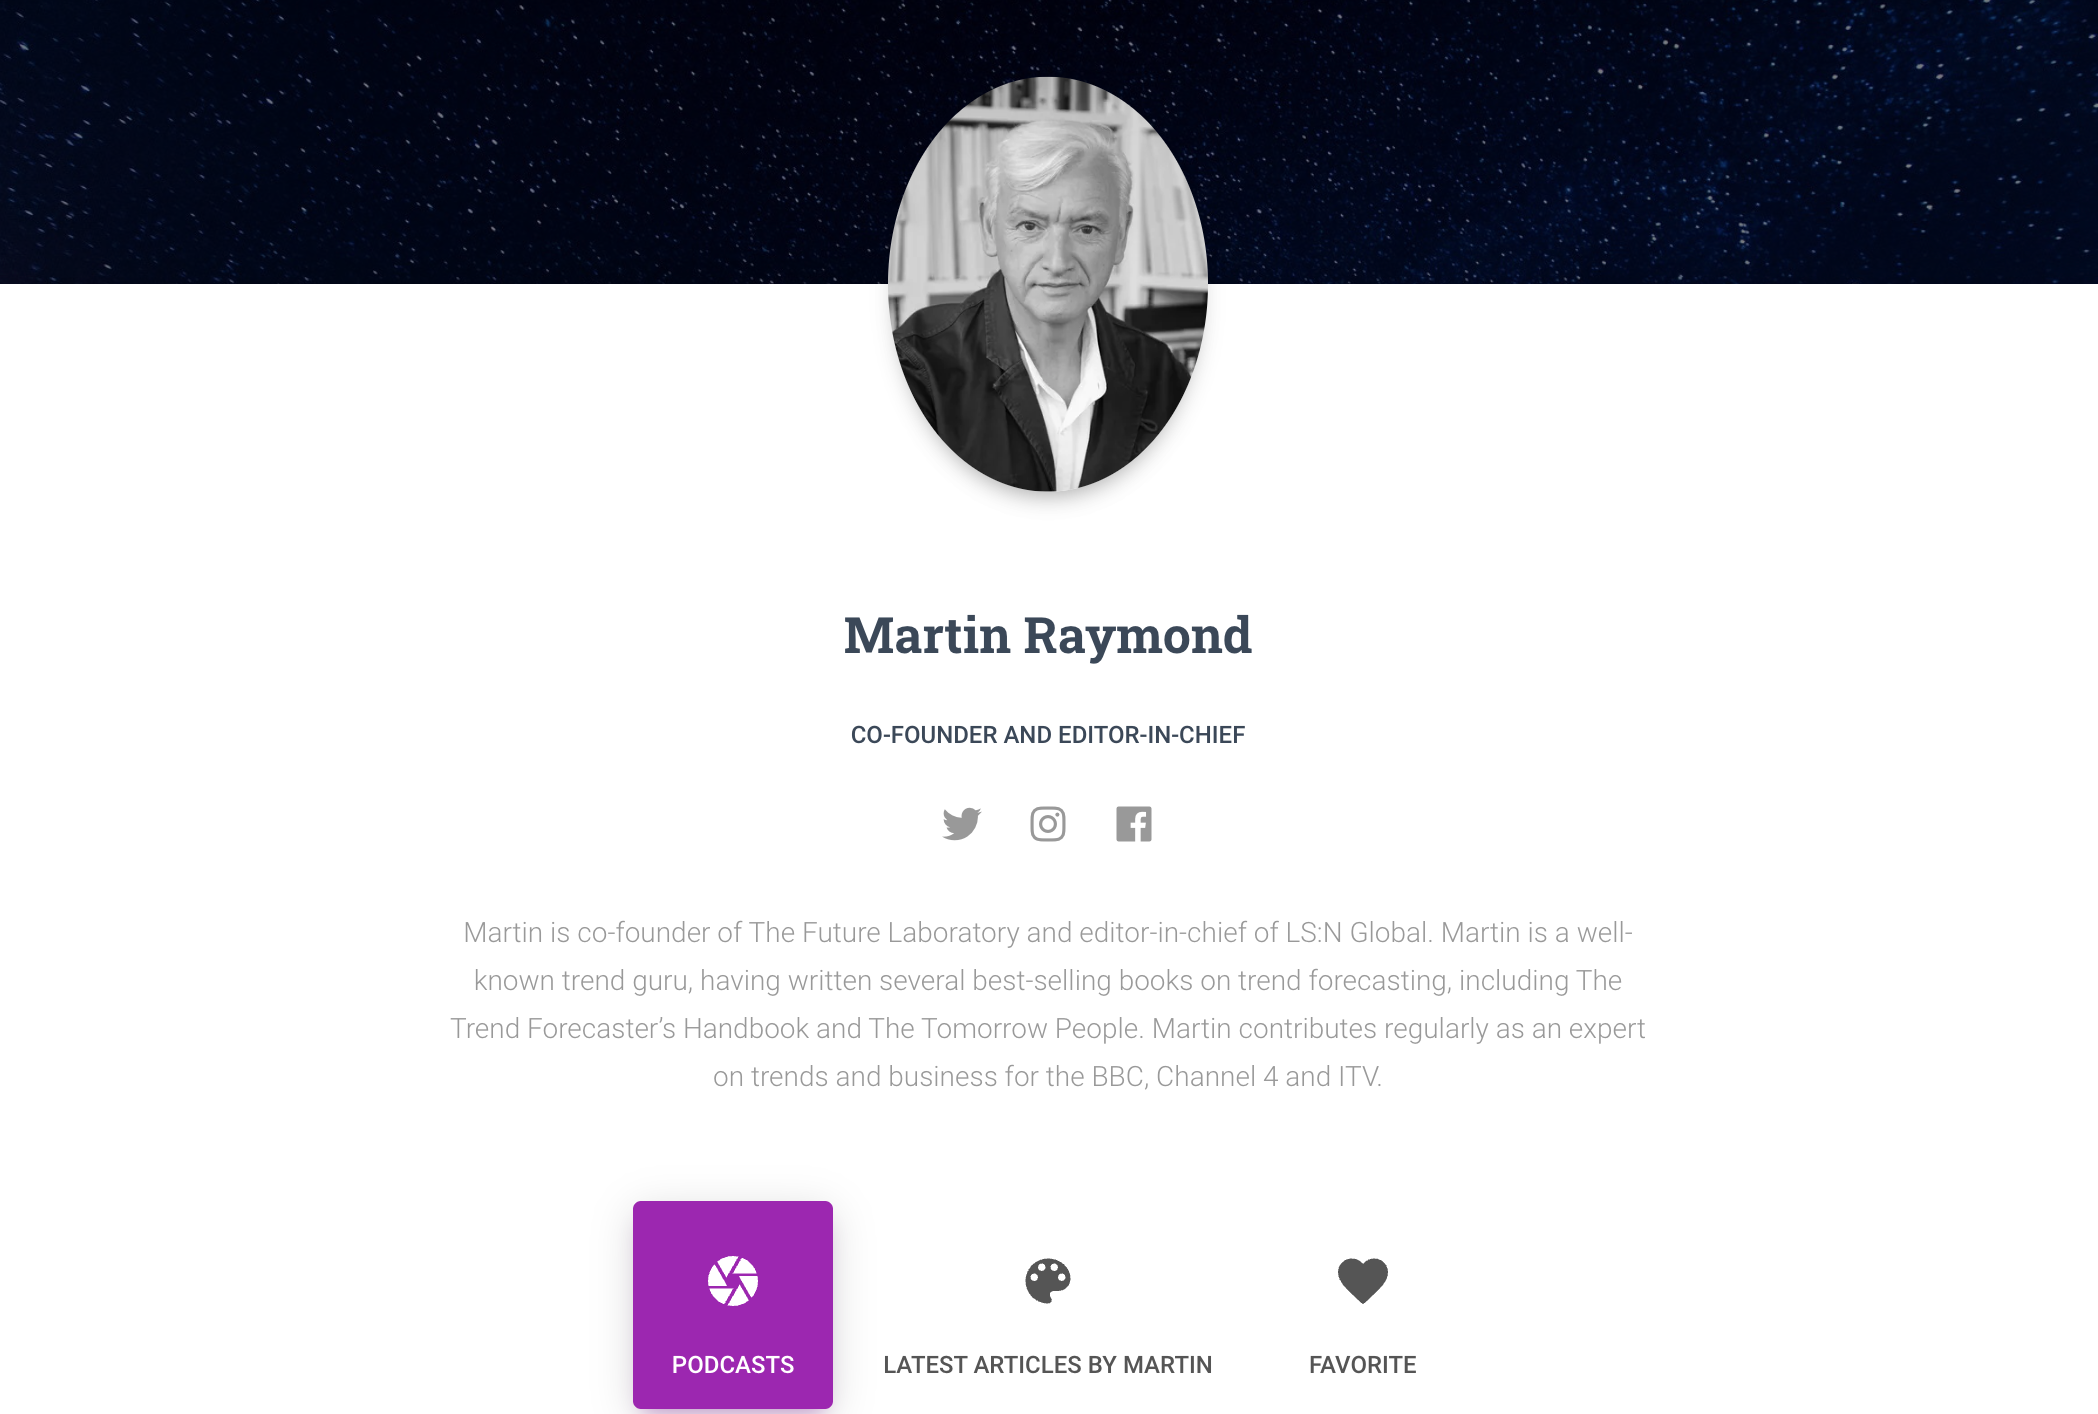 Martin Raymond
CO-FOUNDER AND EDITOR-IN-CHIEF
Martin is co-founder of The Future Laboratory and editor-in-chief of LS:N Global. Martin is a well-
known trend guru, having written several best-selling books on trend forecasting, including The
Trend Forecaster’s Handbook and The Tomorrow People. Martin contributes regularly as an expert
on trends and business for the BBC, Channel 4 and ITV.
PODCASTS
LATEST ARTICLES BY MARTIN
FAVORITE